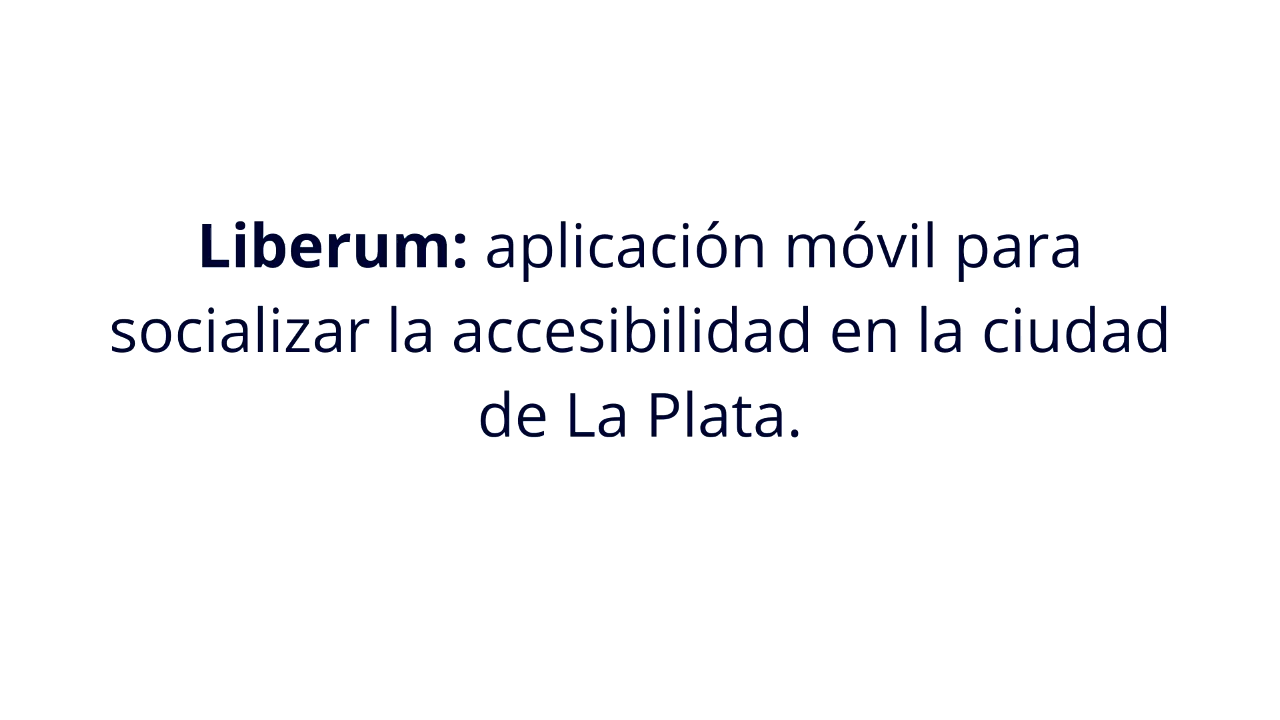 Liberum: aplicación móvil para
socializar la accesibilidad en la ciudad
de La Plata.